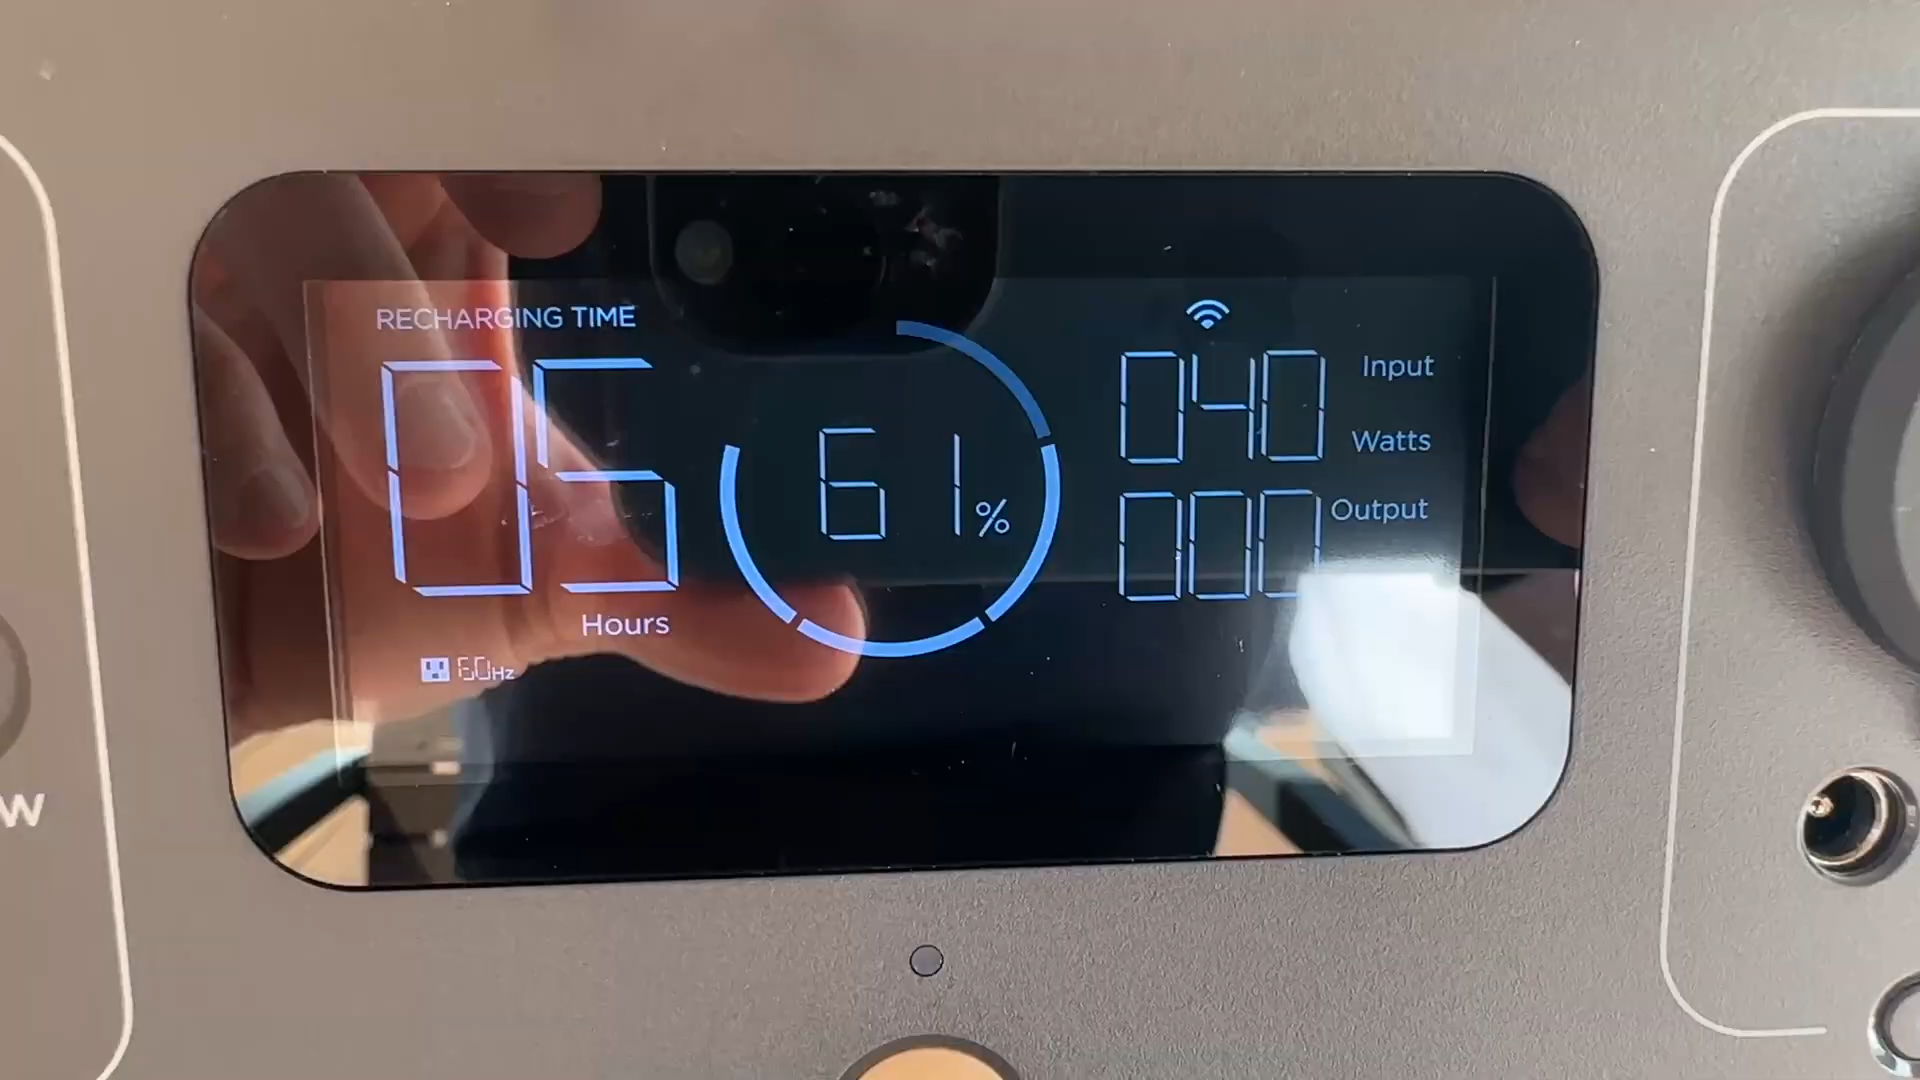 RECHARGING TIME
05
Hours
60Hz
61%
040 Input
Watts
000 Output
W